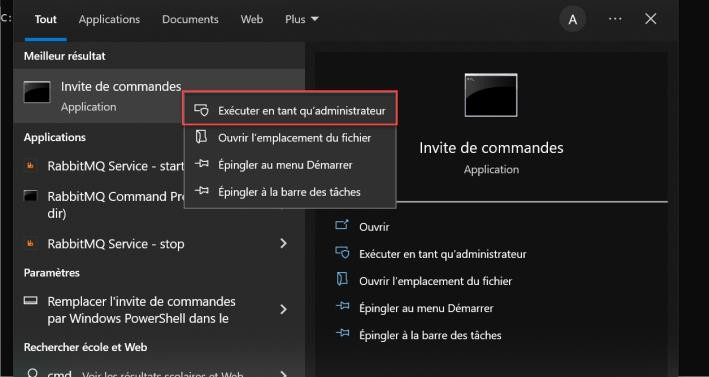 C:
Tout Applications Documents Web Plus
A
Meilleur résultat
Invite de commandes
Application
Exécuter en tant qu'administrateur
Ouvrir l'emplacement du fichier
Épingler au menu Démarrer
Épingler à la barre des tâches
Applications
RabbitMQ Service - start
RabbitMQ Command Pr
dir)
RabbitMQ Service - stop
Paramètres
Remplacer l'invite de commandes
par Windows PowerShell dans le
Rechercher école et Web
cmd - Voir les résultats scolaires et Web
Invite de commandes
Application
Ouvrir
Exécuter en tant qu'administrateur
Ouvrir l'emplacement du fichier
Épingler au menu Démarrer
Épingler à la barre des tâches